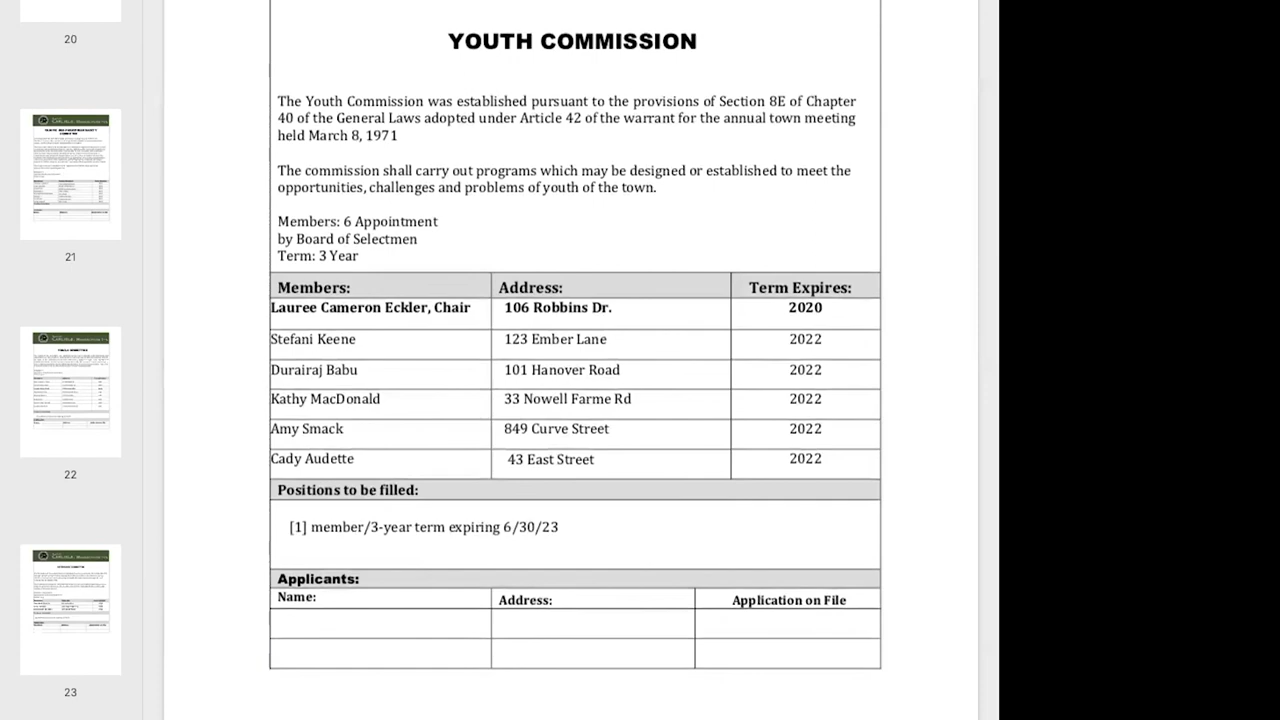 20
21
22
23
YOUTH COMMISSION
The Youth Commission was established pursuant to the provisions of Section 8E of Chapter
40 of the General Laws adopted under Article 42 of the warrant for the annual town meeting
held March 8, 1971
The commission shall carry out programs which may be designed or established to meet the
opportunities, challenges and problems of youth of the town.
Members: 6 Appointment
by Board of Selectmen
Term: 3 Year
Members: Address: Term Expires:
Lauree Cameron Eckler, Chair 106 Robbins Dr. 2020
Stefani Keene 123 Ember Lane 2022
Durairaj Babu 101 Hanover Road 2022
Kathy MacDonald 33 Nowell Farme Rd 2022
Amy Smack 849 Curve Street 2022
Cady Audette 43 East Street 2022
Positions to be filled:
[1] member/3-year term expiring 6/30/23
Applicants:
Name: Address: Application on File